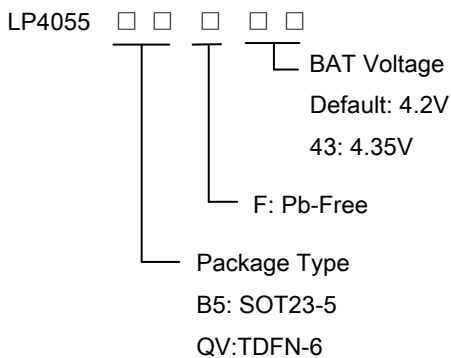 LP4055 □ □ □ □ □
BAT Voltage
Default: 4.2V
43: 4.35V
F: Pb-Free
Package Type
B5: SOT23-5
QV:TDFN-6